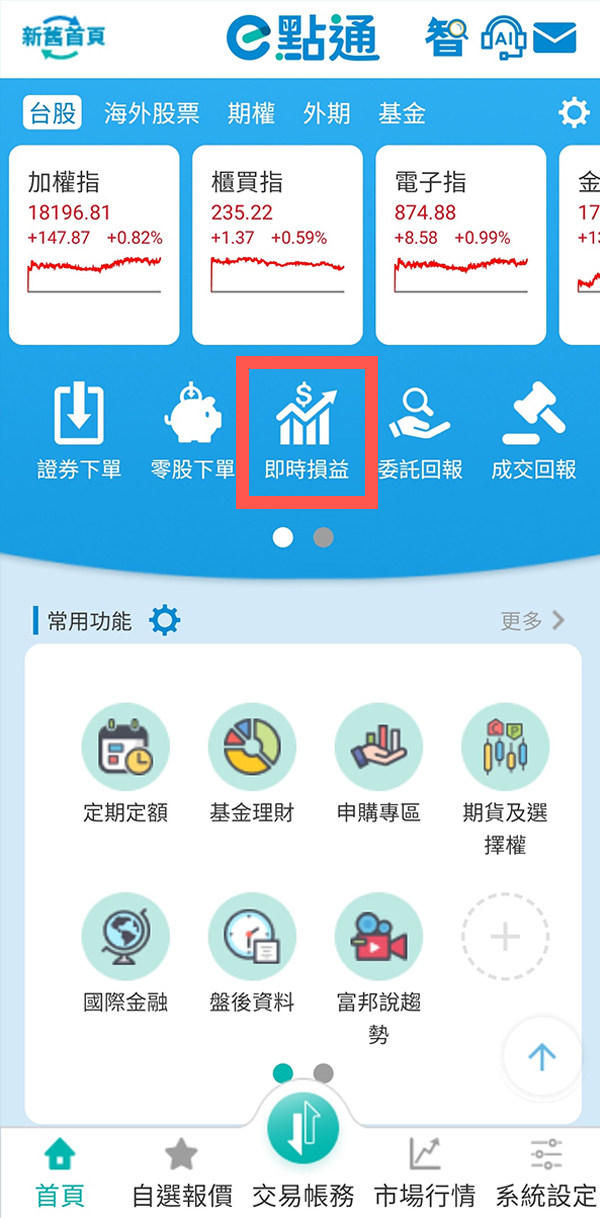 新舊首頁
e點通
智
AI
台股 海外股票 期權 外期 基金
加權指 櫃買指 電子指 金
18196.81 235.22 874.88 17
+147.87 +0.82% +1.37 +0.59% +8.58 +0.99% +13
$
證券下單 零股下單 即時損益 委託回報 成交回報
常用功能 更多
C P
定期定額 基金理財 申購專區 期貨及選
擇權
國際金融 盤後資料 富邦說趨
勢
首頁 自選報價 交易帳務 市場行情 系統設定